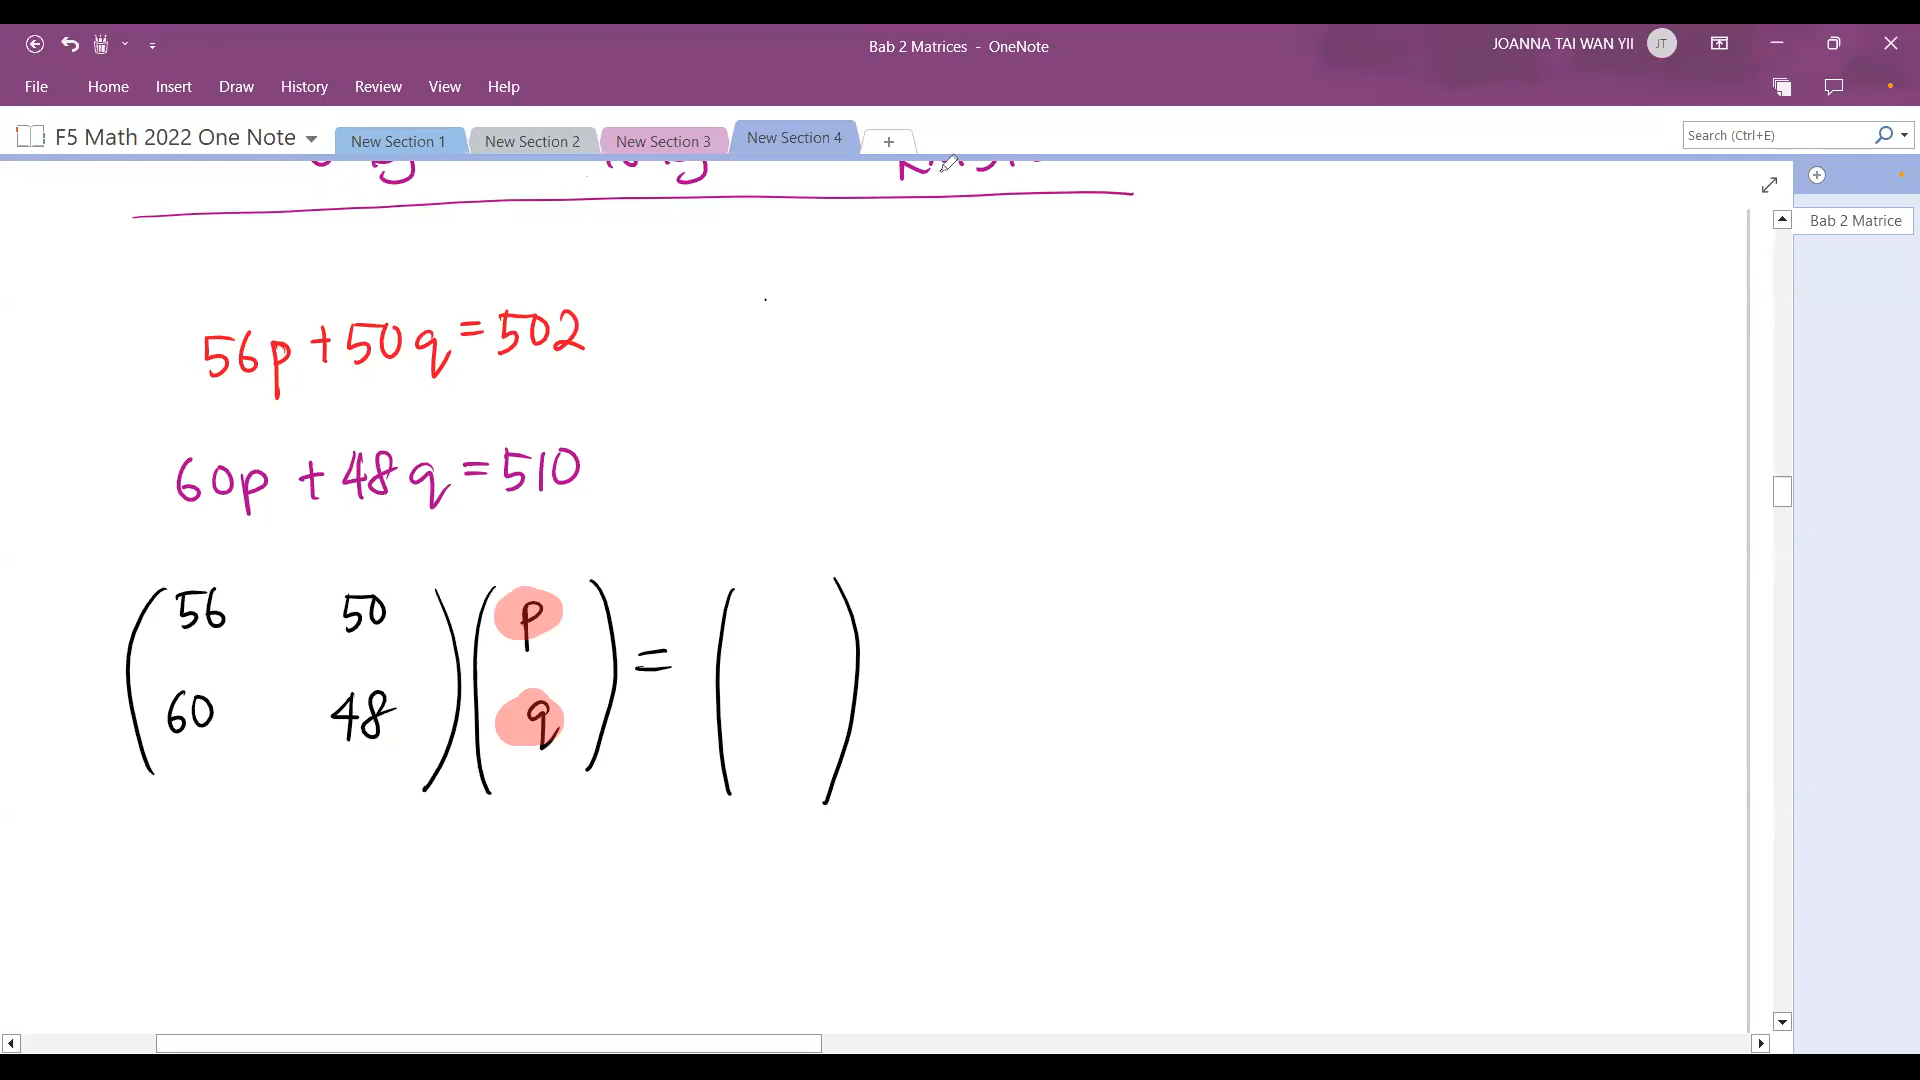 Bab 2 Matrices - OneNote
JOANNA TAI WAN YII JT
File Home Insert Draw History Review View Help
F5 Math 2022 One Note New Section 1 New Section 2 New Section 3 New Section 4 + Search (Ctrl+E)
Bab 2 Matrice
56p + 50q = 502
60p + 48q = 510
( 56 50 ) ( p ) = ( )
60 48 q